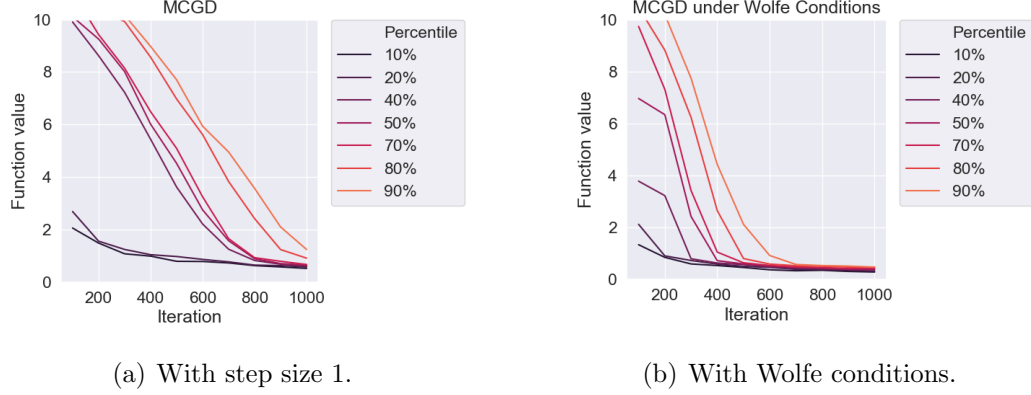 MCGD
Function value
10
8
6
4
2
0
200 400 600 800 1000
Iteration
Percentile
10%
20%
40%
50%
70%
80%
90%
(a) With step size 1.
MCGD under Wolfe Conditions
Function value
10
8
6
4
2
0
200 400 600 800 1000
Iteration
Percentile
10%
20%
40%
50%
70%
80%
90%
(b) With Wolfe conditions.